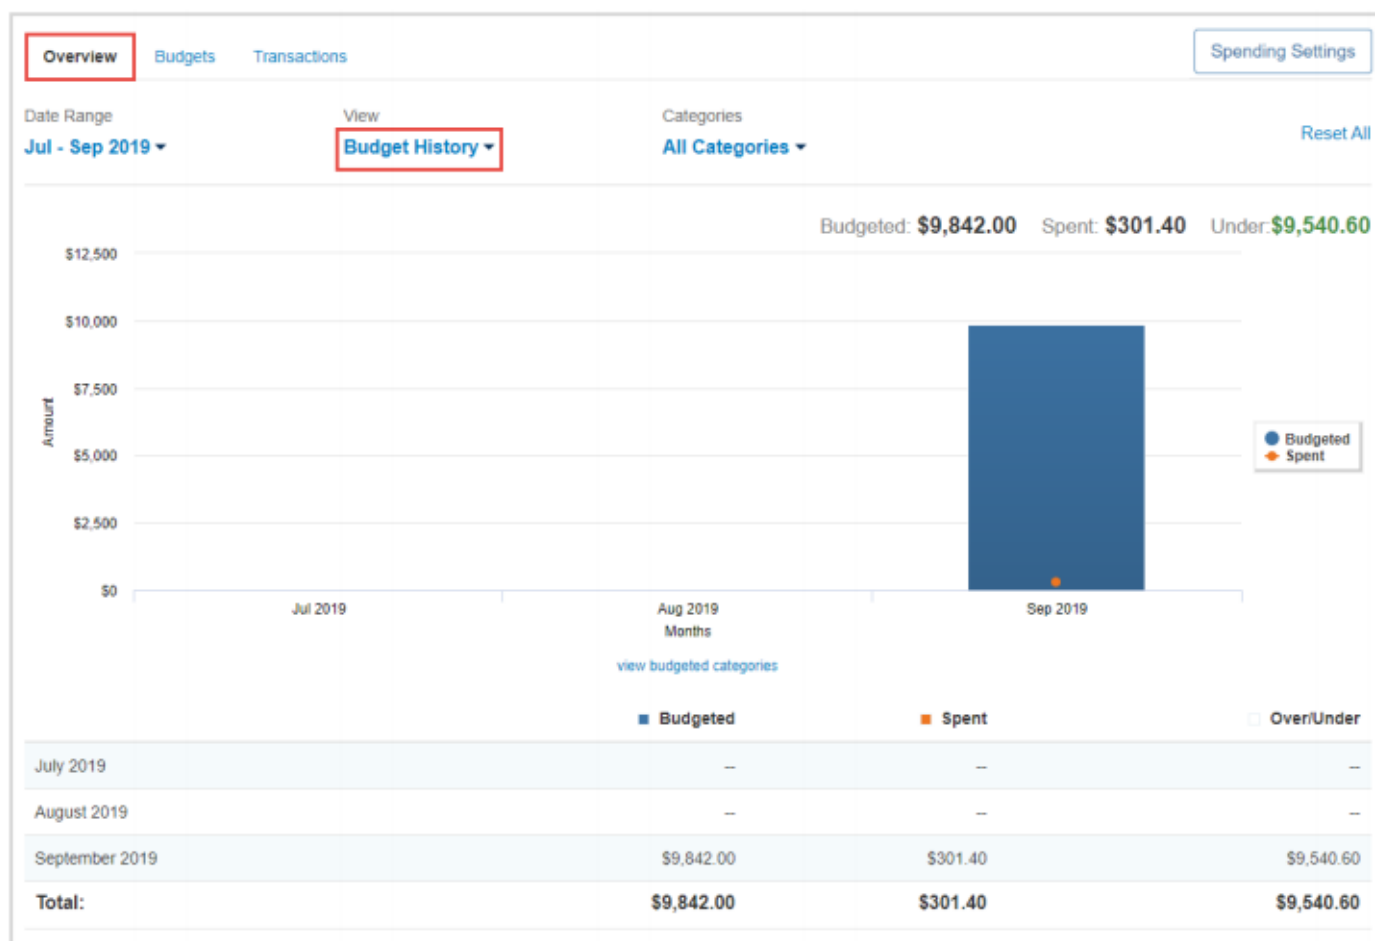 Overview Budgets Transactions Spending Settings
Date Range View Categories
Jul - Sep 2019 Budget History All Categories Reset All
Budgeted: $9,842.00 Spent: $301.40 Under:$9,540.60
$12,500
$10,000
$7,500
Amount
$5,000
$2,500
$0
Budgeted
Spent
Jul 2019 Aug 2019 Sep 2019
Months
view budgeted categories
Budgeted Spent Over/Under
July 2019 -- -- --
August 2019 -- -- --
September 2019 $9,842.00 $301.40 $9,540.60
Total: $9,842.00 $301.40 $9,540.60